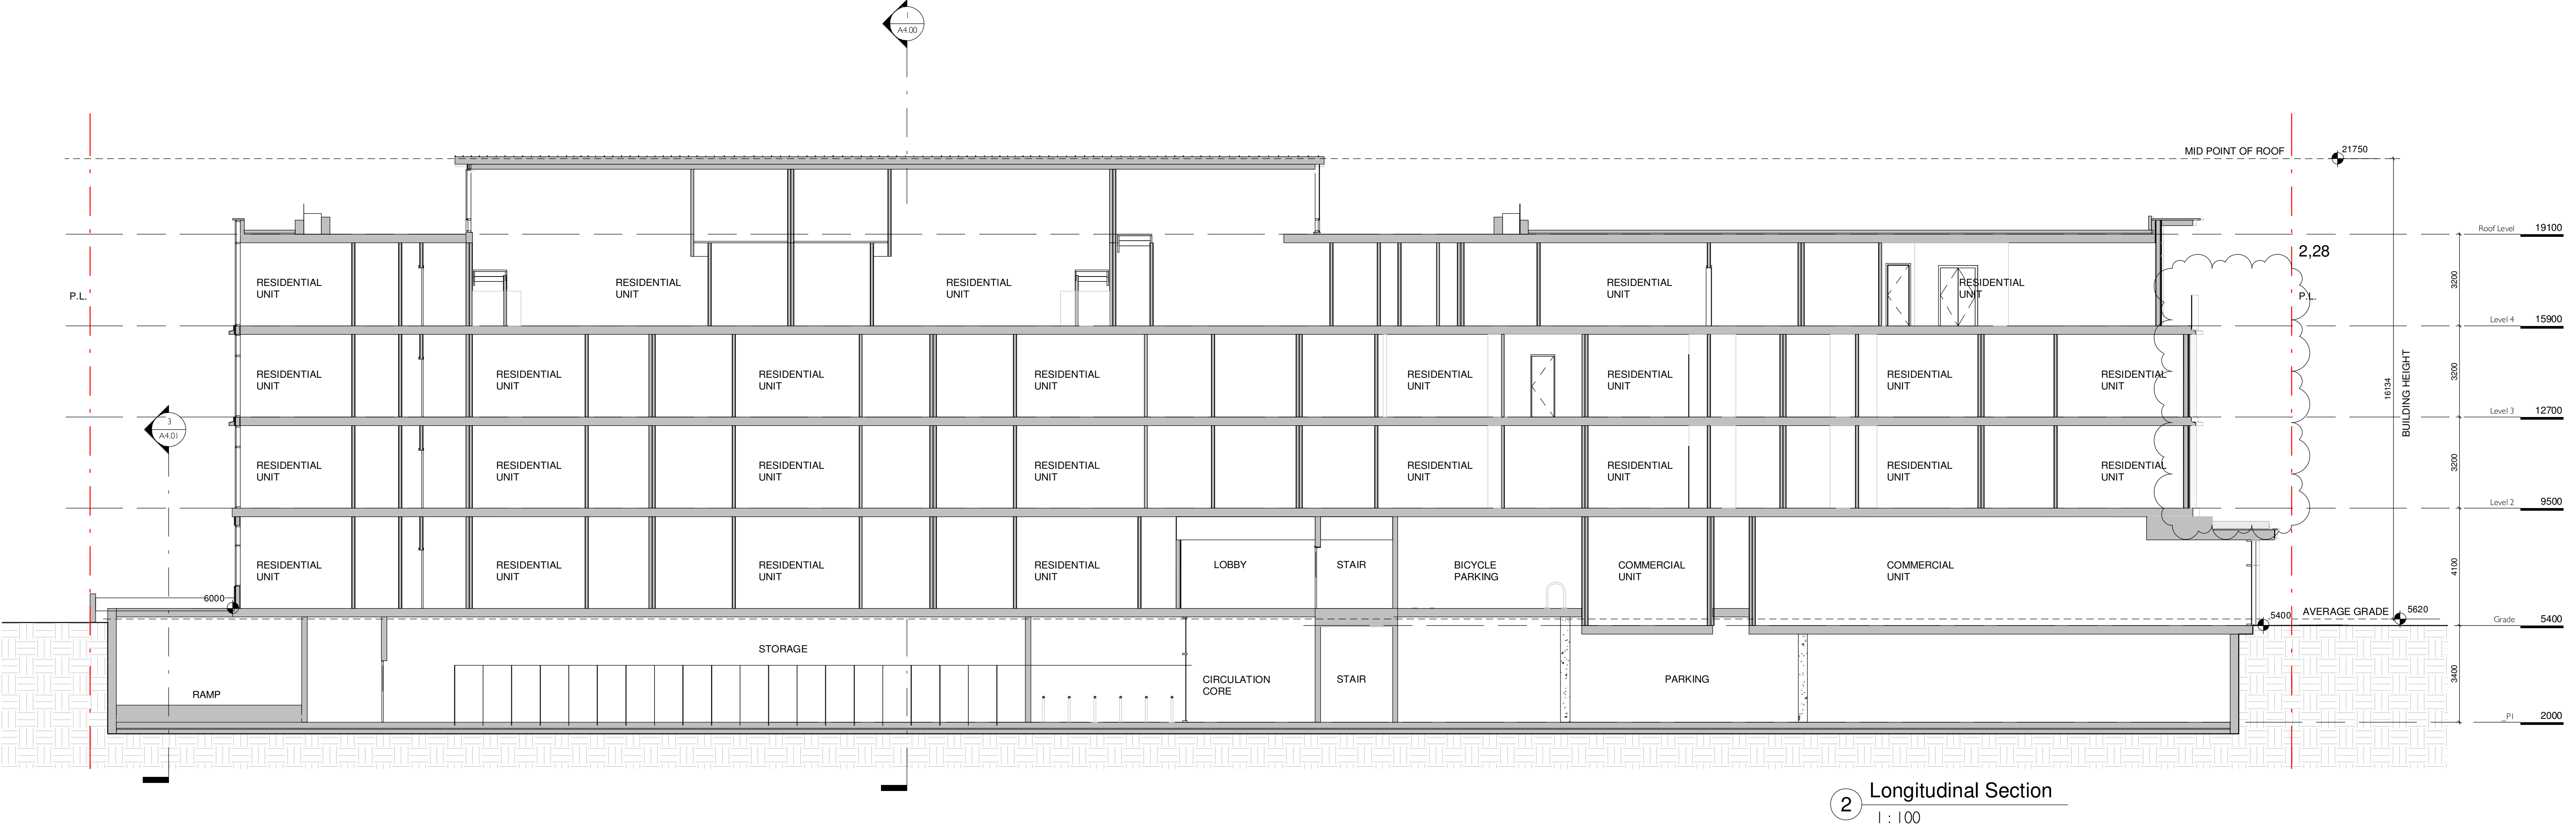 1
A4.00
MID POINT OF ROOF
21750
Roof Level 19100
2,28
RESIDENTIAL
UNIT
RESIDENTIAL
UNIT
RESIDENTIAL
UNIT
RESIDENTIAL
UNIT
RESIDENTIAL
UNIT
P.L.
P.L.
3200
Level 4 15900
RESIDENTIAL
UNIT
RESIDENTIAL
UNIT
RESIDENTIAL
UNIT
RESIDENTIAL
UNIT
RESIDENTIAL
UNIT
RESIDENTIAL
UNIT
RESIDENTIAL
UNIT
RESIDENTIAL
UNIT
16134
BUILDING HEIGHT
3200
Level 3 12700
3
A4.01
RESIDENTIAL
UNIT
RESIDENTIAL
UNIT
RESIDENTIAL
UNIT
RESIDENTIAL
UNIT
RESIDENTIAL
UNIT
RESIDENTIAL
UNIT
RESIDENTIAL
UNIT
RESIDENTIAL
UNIT
3200
Level 2 9500
RESIDENTIAL
UNIT
RESIDENTIAL
UNIT
RESIDENTIAL
UNIT
RESIDENTIAL
UNIT
LOBBY
STAIR
BICYCLE
PARKING
COMMERCIAL
UNIT
COMMERCIAL
UNIT
4100
6000
5400
AVERAGE GRADE
5620
Grade 5400
STORAGE
RAMP
CIRCULATION
CORE
STAIR
PARKING
3400
_P1 2000
2
Longitudinal Section
1 : 100